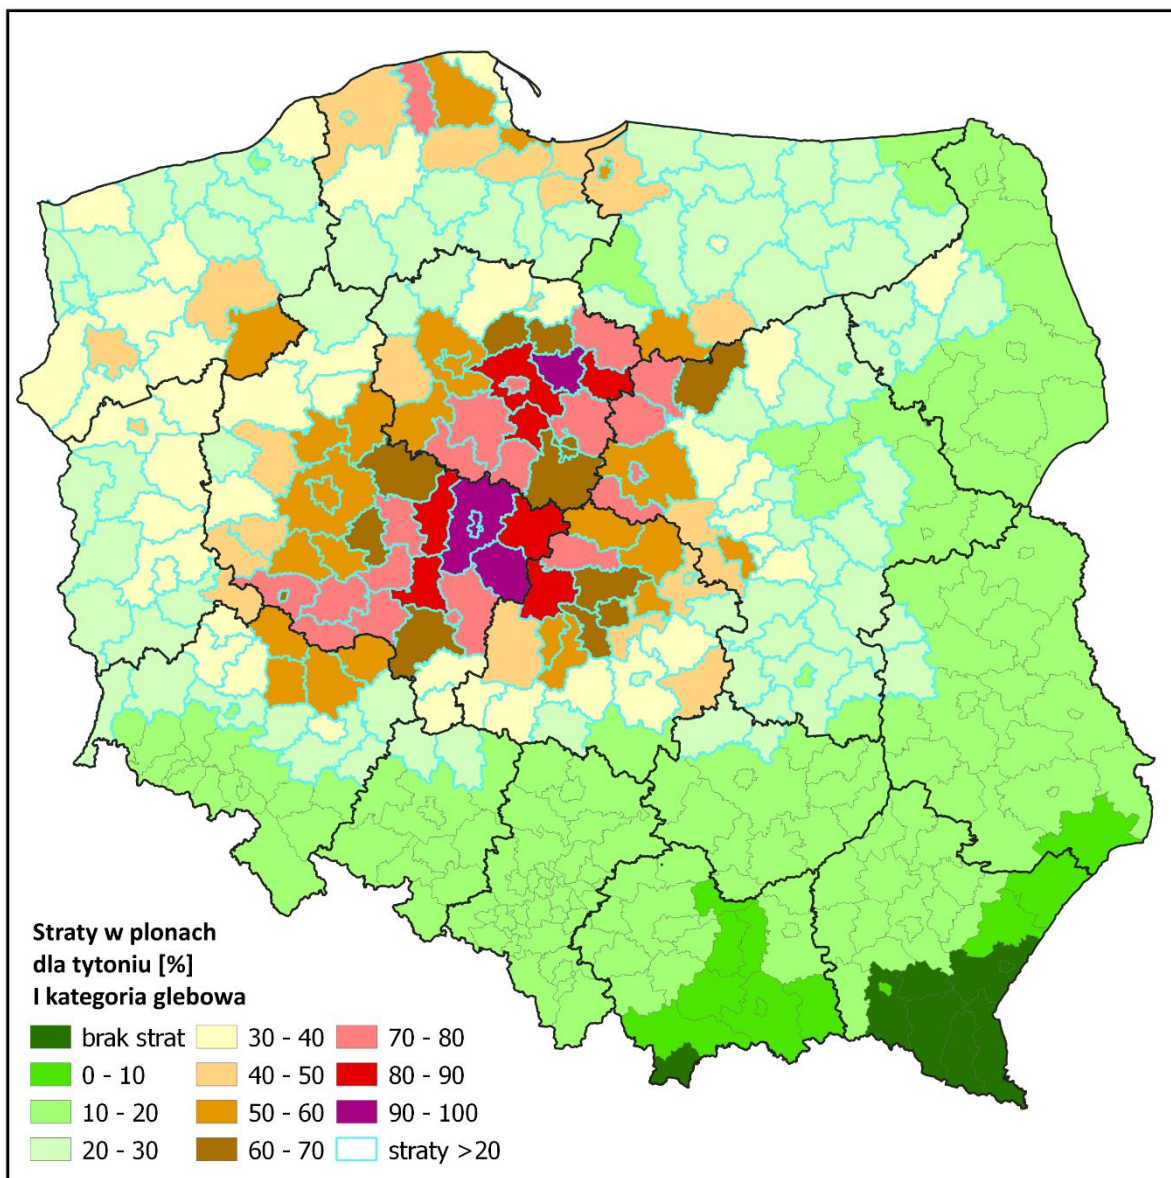 Straty w plonach
dla tytoniu [%]
I kategoria glebowa
brak strat
0 - 10
10 - 20
20 - 30
30 - 40
40 - 50
50 - 60
60 - 70
70 - 80
80 - 90
90 - 100
straty >20